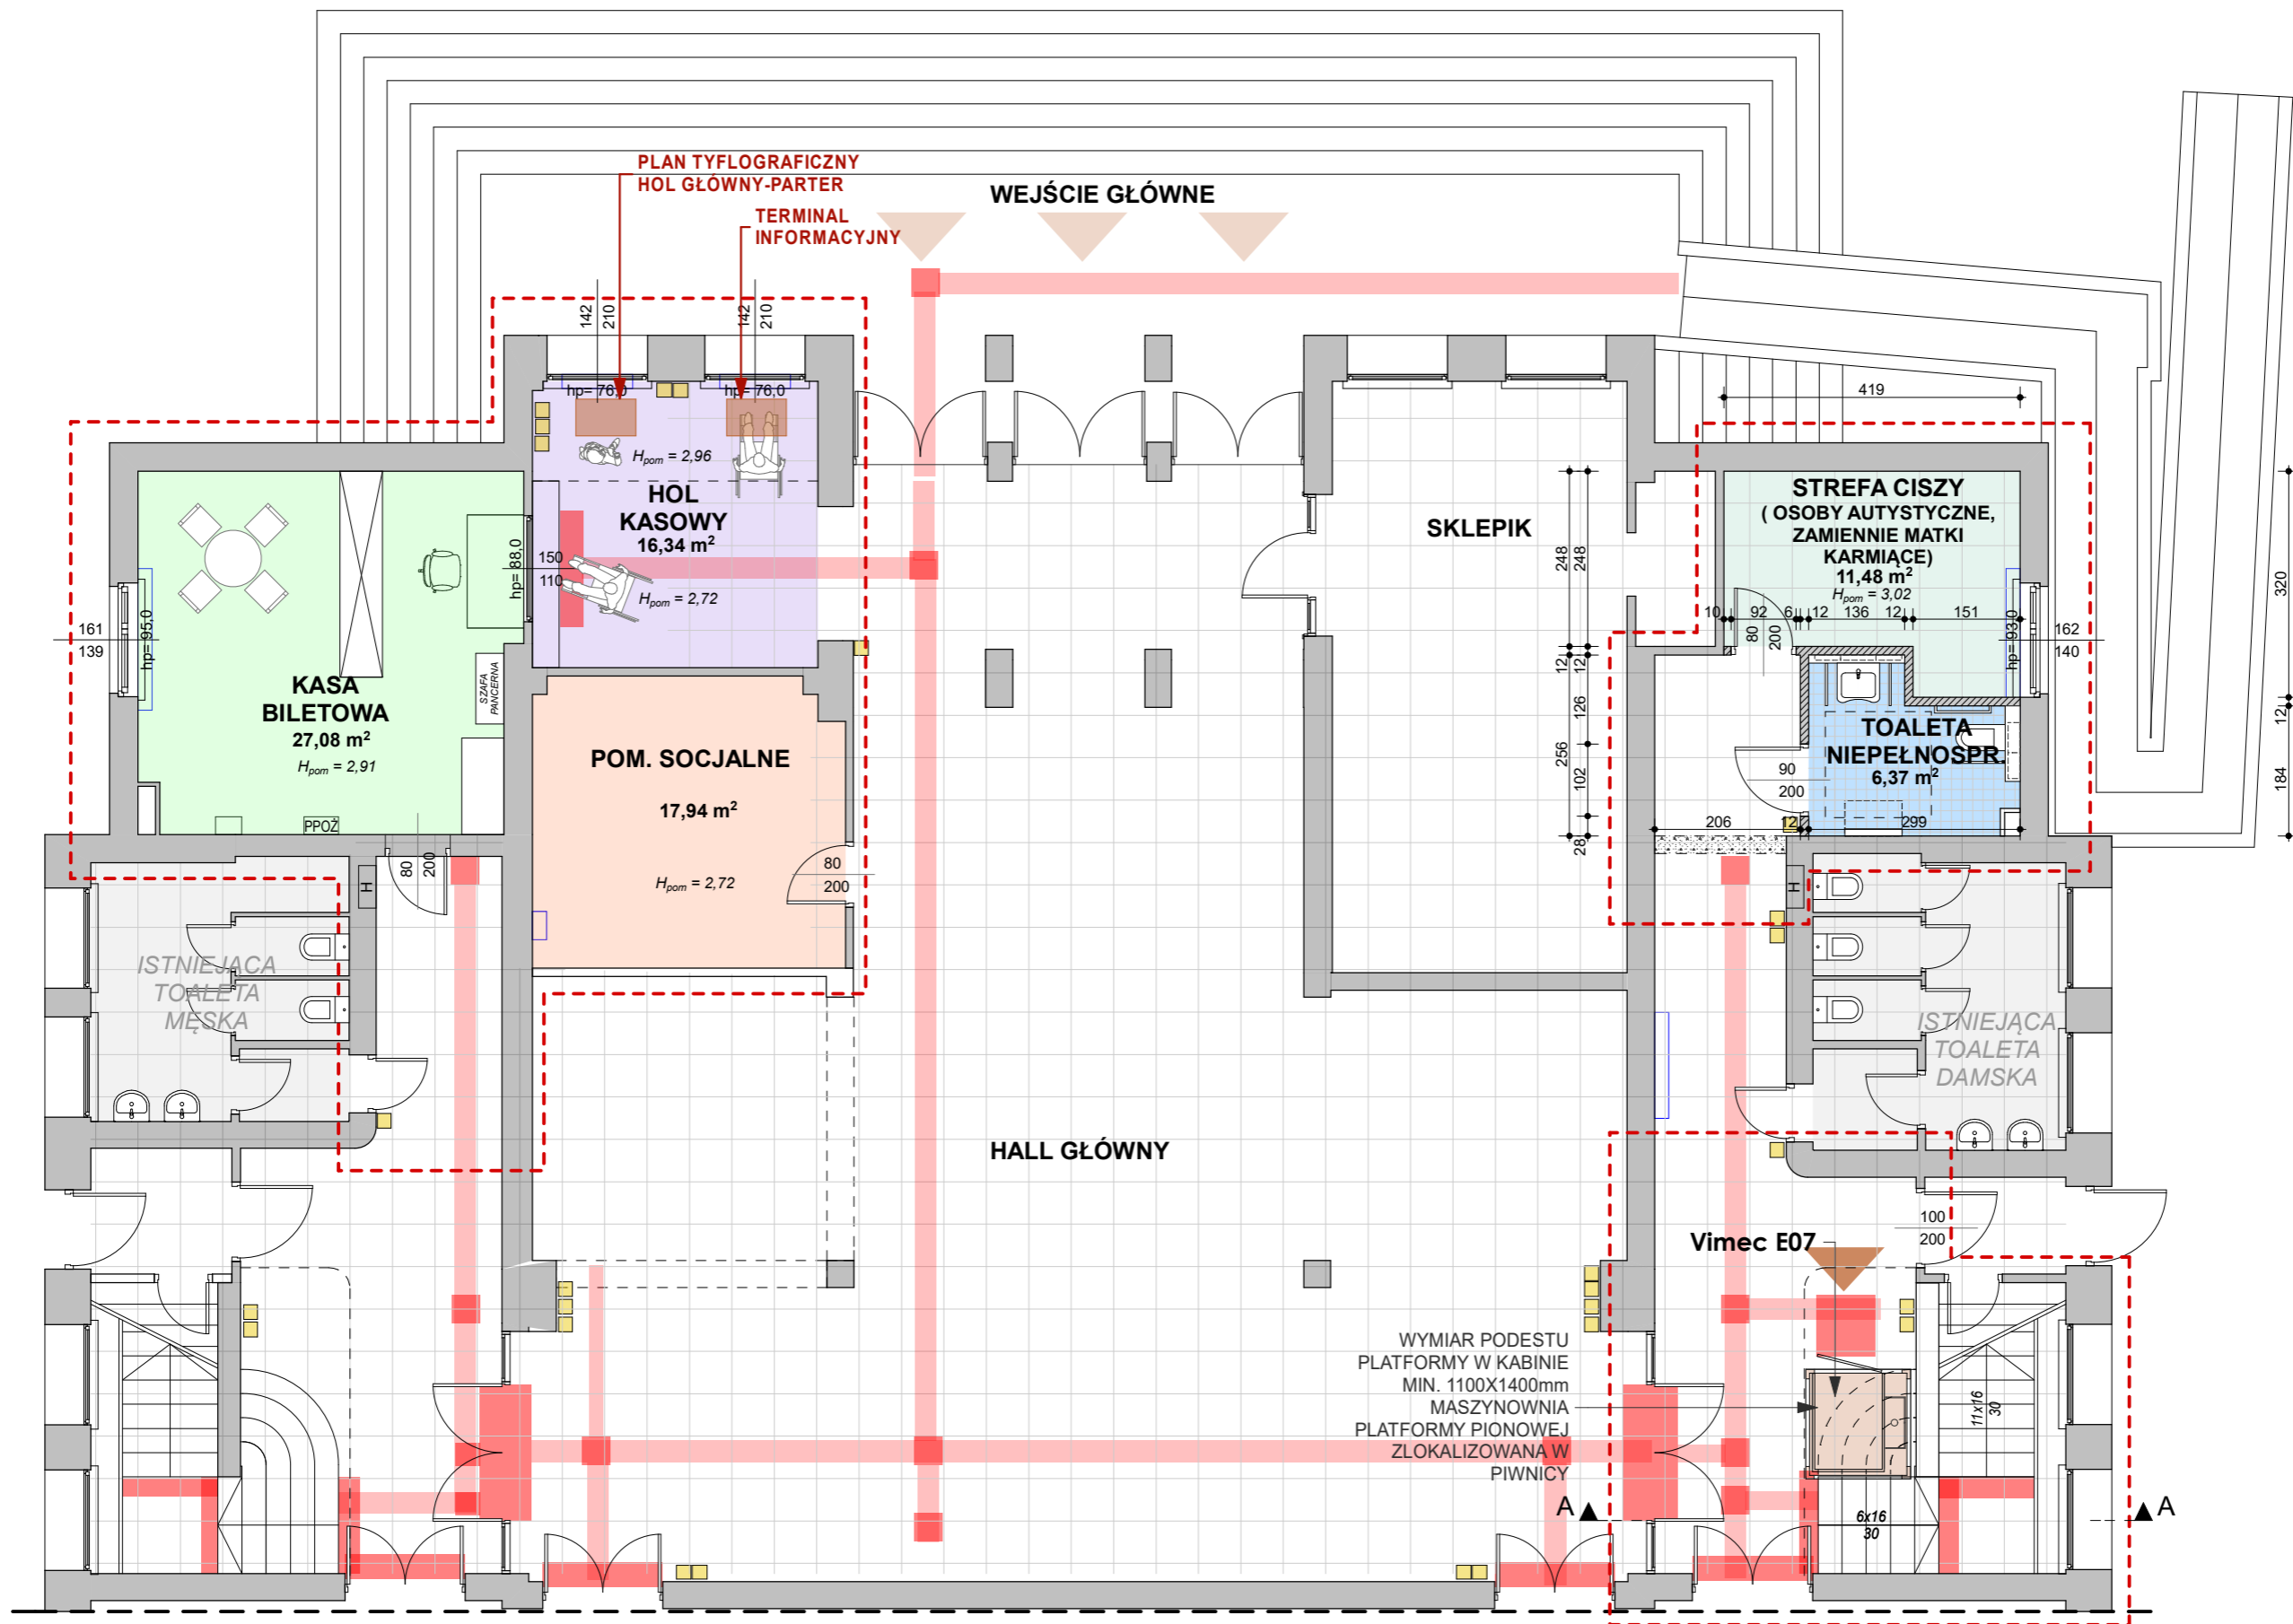 PLAN TYFLOGRAFICZNY
HOL GŁÓWNY-PARTER
TERMINAL
INFORMACYJNY
WEJŚCIE GŁÓWNE
142
210
142
210
hp= 76,0
hp= 76,0
Hpom = 2,96
HOL
KASOWY
16,34 m²
150
110
hp= 88,0
Hpom = 2,72
161
139
hp=95,0
KASA
BILETOWA
27,08 m²
Hpom = 2,91
SZAFA
PANCERNA
PPOŻ
80
200
H
POM. SOCJALNE
17,94 m²
Hpom = 2,72
80
200
SKLEPIK
419
STREFA CISZY
( OSOBY AUTYSTYCZNE,
ZAMIENNIE MATKI
KARMIĄCE)
11,48 m²
Hpom = 3,02
10
92
6
12
136
12
151
80
200
hp=93,0
162
140
248
248
12
12
126
256
102
28
320
12
184
TOALETA
NIEPEŁNOSPR.
6,37 m²
90
200
206
12
299
H
ISTNIEJĄCA
TOALETA
MĘSKA
ISTNIEJĄCA
TOALETA
DAMSKA
HALL GŁÓWNY
100
200
Vimec E07
WYMIAR PODESTU
PLATFORMY W KABINIE
MIN. 1100X1400mm
MASZYNOWNIA
PLATFORMY PIONOWEJ
ZLOKALIZOWANA W
PIWNICY
11x16
30
6x16
30
A
A